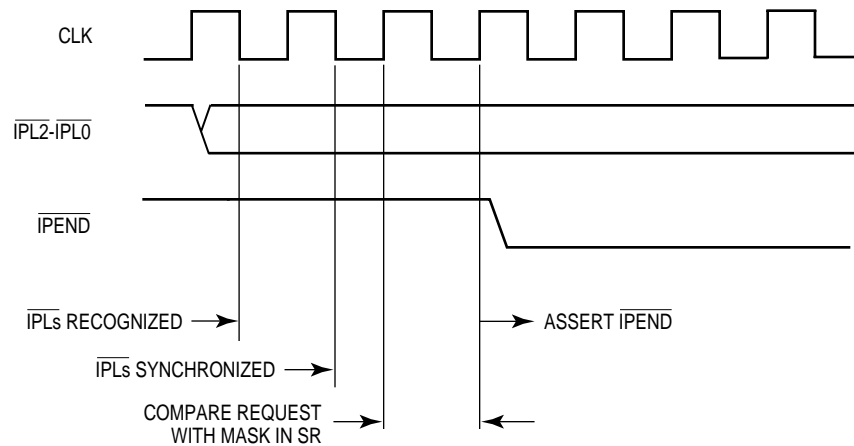 CLK
IPL2-IPL0
IPEND
IPLs RECOGNIZED
ASSERT IPEND
IPLs SYNCHRONIZED
COMPARE REQUEST
WITH MASK IN SR